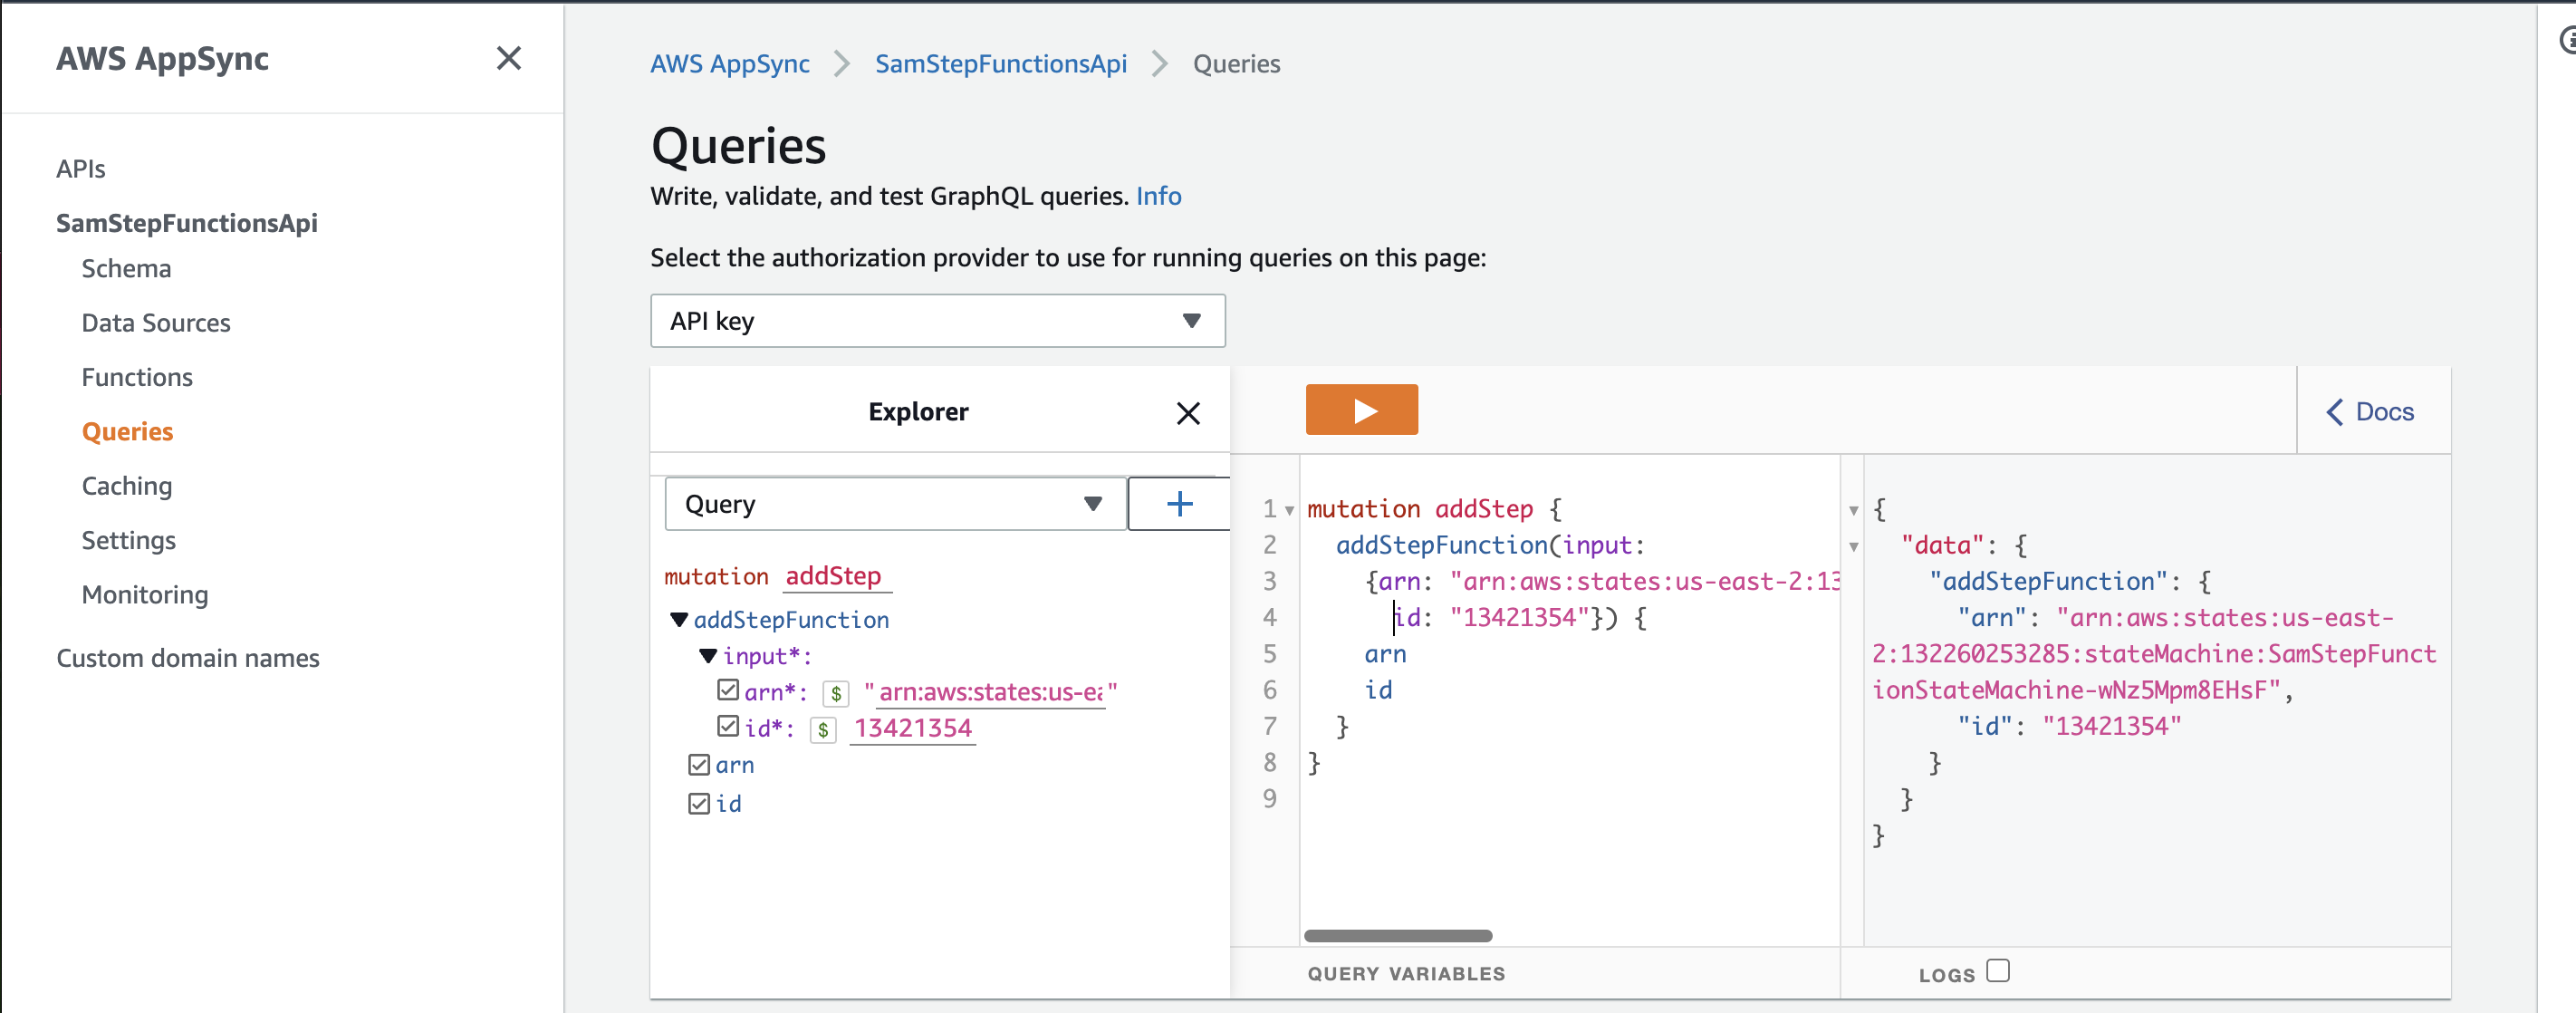 AWS AppSync
APIs
SamStepFunctionsApi
Schema
Data Sources
Functions
Queries
Caching
Settings
Monitoring
Custom domain names
AWS AppSync > SamStepFunctionsApi > Queries
Queries
Write, validate, and test GraphQL queries. Info
Select the authorization provider to use for running queries on this page:
API key
Explorer
Query
mutation addStep
addStepFunction
input*:
arn*: $ "arn:aws:states:us-ea"
id*: $ 13421354
arn
id
Docs
1 mutation addStep {
2 addStepFunction(input:
3 {arn: "arn:aws:states:us-east-2:13
4 id: "13421354"}) {
5 arn
6 id
7 }
8 }
9
{
"data": {
"addStepFunction": {
"arn": "arn:aws:states:us-east-
2:132260253285:stateMachine:SamStepFunct
ionStateMachine-wNz5Mpm8EHsF",
"id": "13421354"
}
}
}
QUERY VARIABLES
LOGS